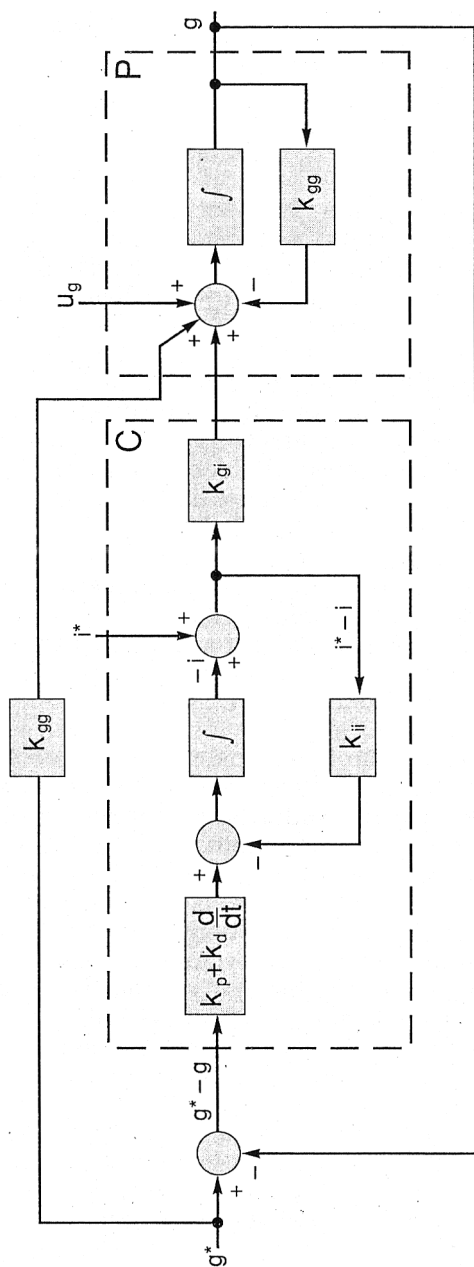 k_gg
C
P
u_g
i*
g*
+
−
g* − g
k_p + k_d d/dt
+
−
∫
−i
+
+
k_gi
+
+
+
−
∫
g
k_ii
i* − i
k_gg